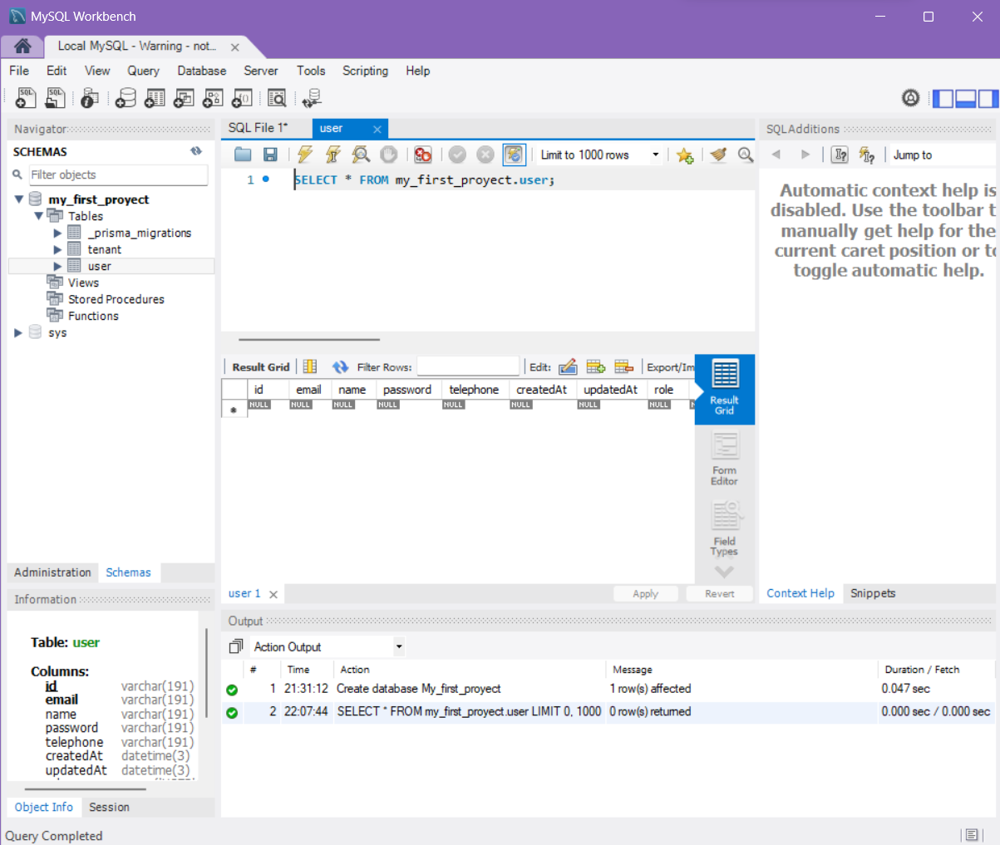 MySQL Workbench
Local MySQL - Warning - not...
File Edit View Query Database Server Tools Scripting Help
Navigator
SCHEMAS
Filter objects
my_first_proyect
Tables
_prisma_migrations
tenant
user
Views
Stored Procedures
Functions
sys
Administration Schemas
Information
Table: user
Columns:
id varchar(191)
email varchar(191)
name varchar(191)
password varchar(191)
telephone varchar(191)
createdAt datetime(3)
updatedAt datetime(3)
Object Info Session
SQL File 1* user
Limit to 1000 rows
1 SELECT * FROM my_first_proyect.user;
Result Grid Filter Rows: Edit: Export/Im
id email name password telephone createdAt updatedAt role
NULL NULL NULL NULL NULL NULL NULL NULL
Result
Grid
Form
Editor
Field
Types
user 1 Apply Revert
SQLAdditions
Jump to
Automatic context help is
disabled. Use the toolbar t
manually get help for the
current caret position or to
toggle automatic help.
Context Help Snippets
Output
Action Output
# Time Action Message Duration / Fetch
1 21:31:12 Create database My_first_proyect 1 row(s) affected 0.047 sec
2 22:07:44 SELECT * FROM my_first_proyect.user LIMIT 0, 1000 0 row(s) returned 0.000 sec / 0.000 sec
Query Completed